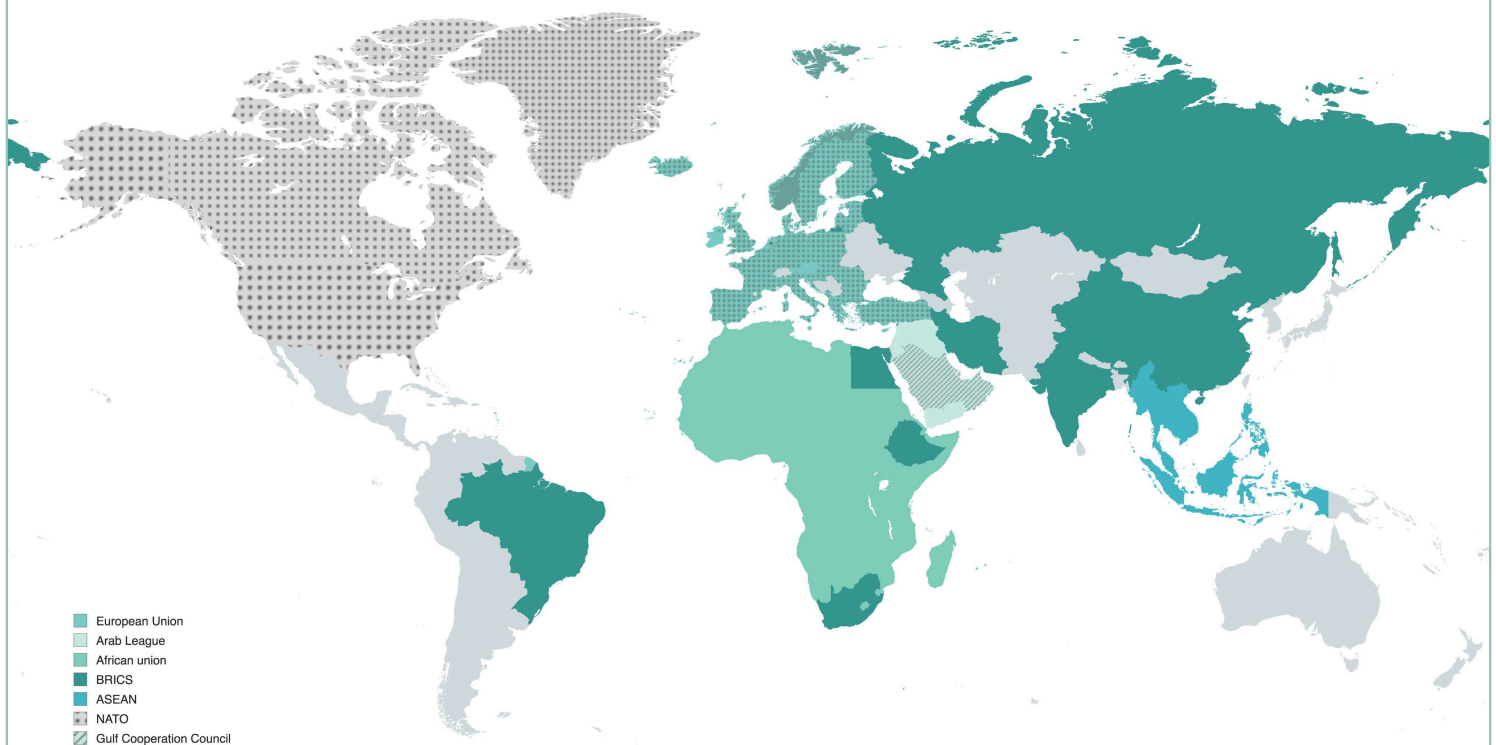 European Union
Arab League
African union
BRICS
ASEAN
NATO
Gulf Cooperation Council